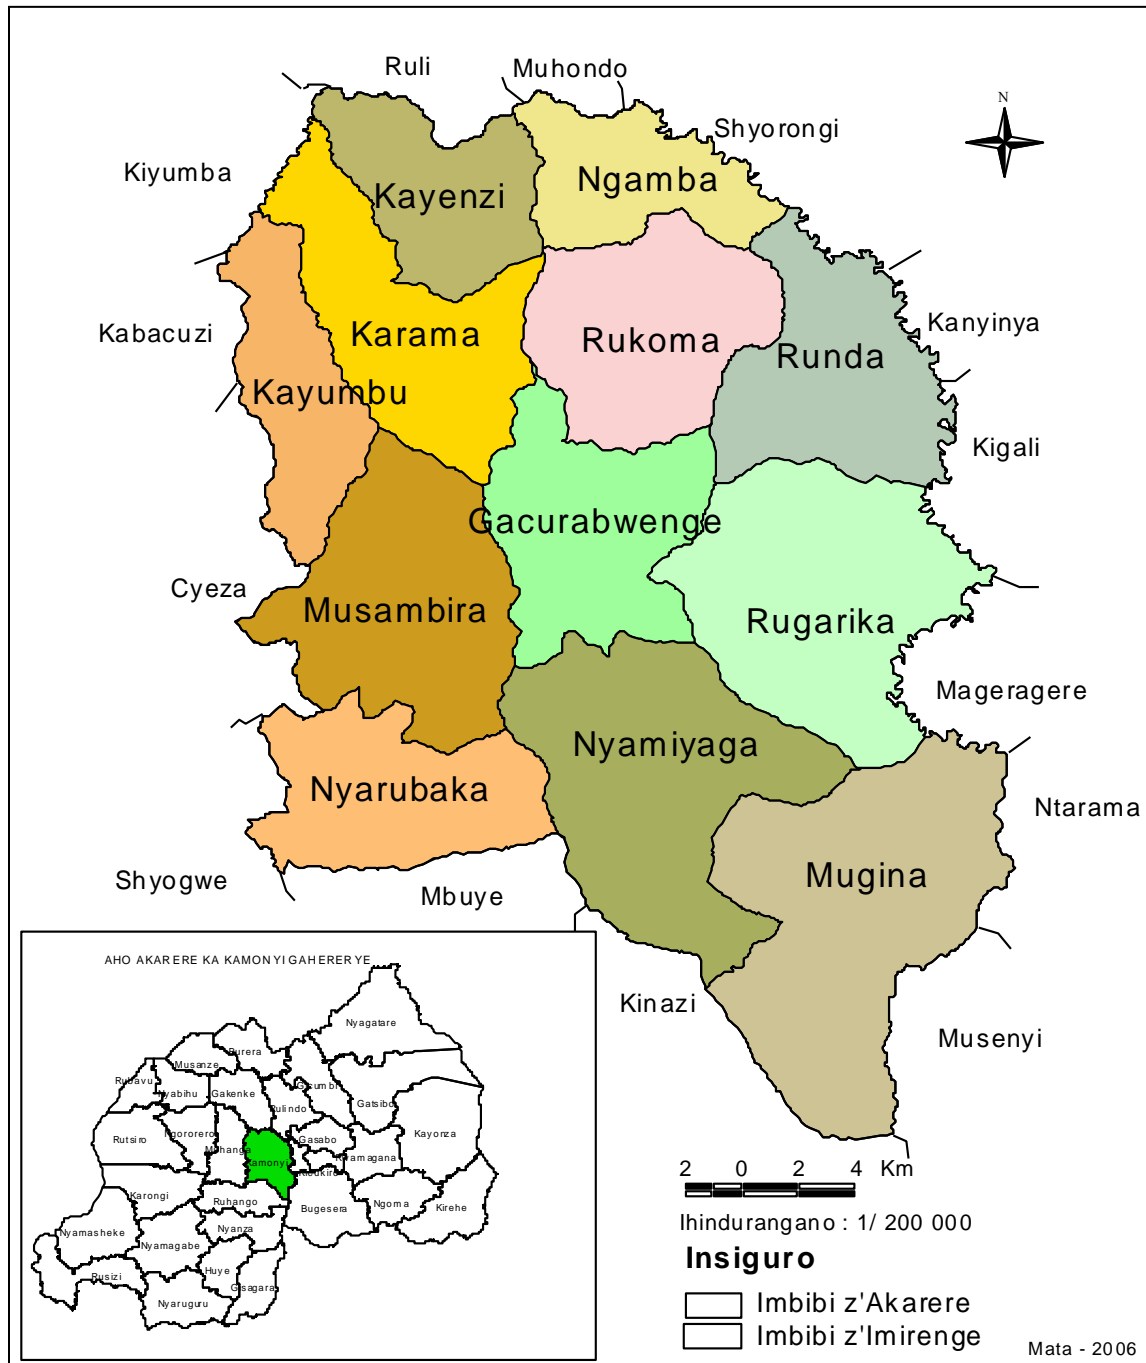 Ruli
Muhondo
N
Shyorongi
Kiyumba
Kayenzi
Ngamba
Kabacuzi
Karama
Rukoma
Runda
Kanyinya
Kayumbu
Kigali
Gacurabwenge
Cyeza
Musambira
Rugarika
Mageragere
Nyamiyaga
Nyarubaka
Ntarama
Shyogwe
Mbuye
Mugina
Kinazi
Musenyi
AHO AKARERE KA KAMONYI GAHERERYE
Nyagatare
Burera
Musanze
Rubavu
Nyabihu
Gakenke
Gicumbi
Rulindo
Gatsibo
Rutsiro
Ngororero
Muhanga
Kamonyi
Gasabo
Kayonza
Rwamagana
Kicukiro
Karongi
Ruhango
Bugesera
Ngoma
Kirehe
Nyamasheke
Nyanza
Nyamagabe
Huye
Rusizi
Gisagara
Nyaruguru
2 0 2 4 Km
Ihindurangano : 1/ 200 000
Insiguro
Imbibi z'Akarere
Imbibi z'Imirenge
Mata - 2006